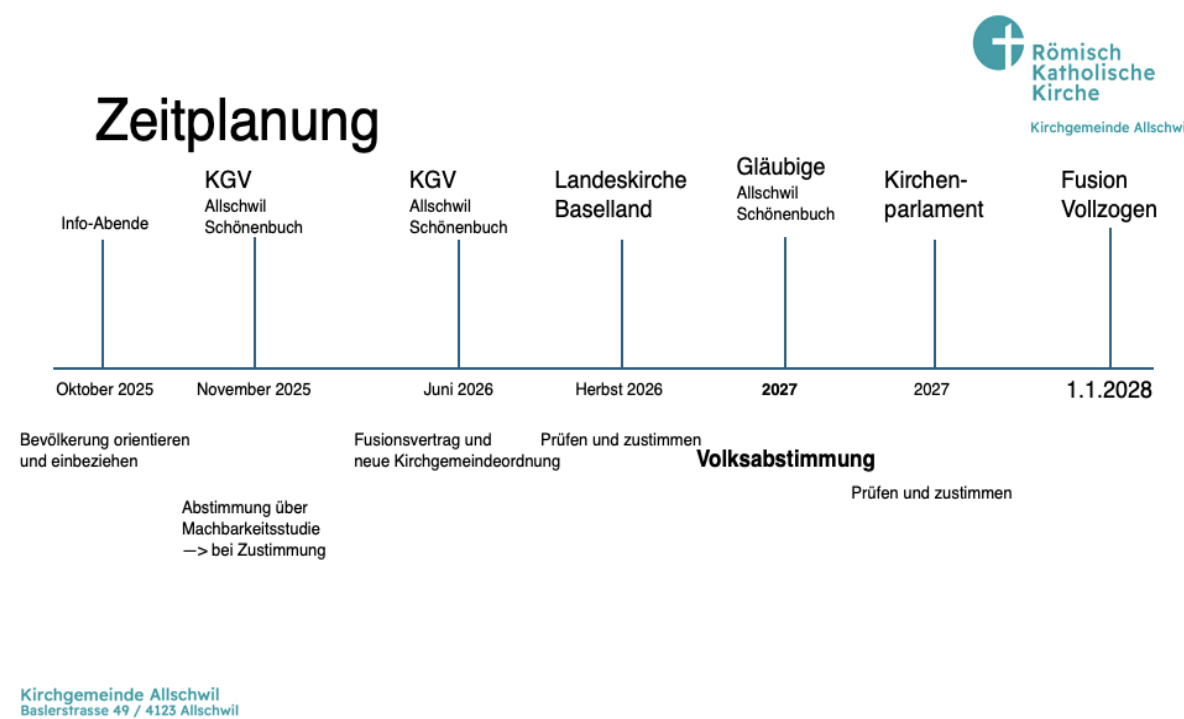 Römisch
Katholische
Kirche
Kirchgemeinde Allschwi
Zeitplanung
Info-Abende
KGV
Allschwil
Schönenbuch
KGV
Allschwil
Schönenbuch
Landeskirche
Baselland
Gläubige
Allschwil
Schönenbuch
Kirchen-
parlament
Fusion
Vollzogen
Oktober 2025
November 2025
Juni 2026
Herbst 2026
2027
2027
1.1.2028
Bevölkerung orientieren
und einbeziehen
Abstimmung über
Machbarkeitsstudie
—> bei Zustimmung
Fusionsvertrag und
neue Kirchgemeindeordnung
Prüfen und zustimmen
Volksabstimmung
Prüfen und zustimmen
Kirchgemeinde Allschwil
Baslerstrasse 49 / 4123 Allschwil